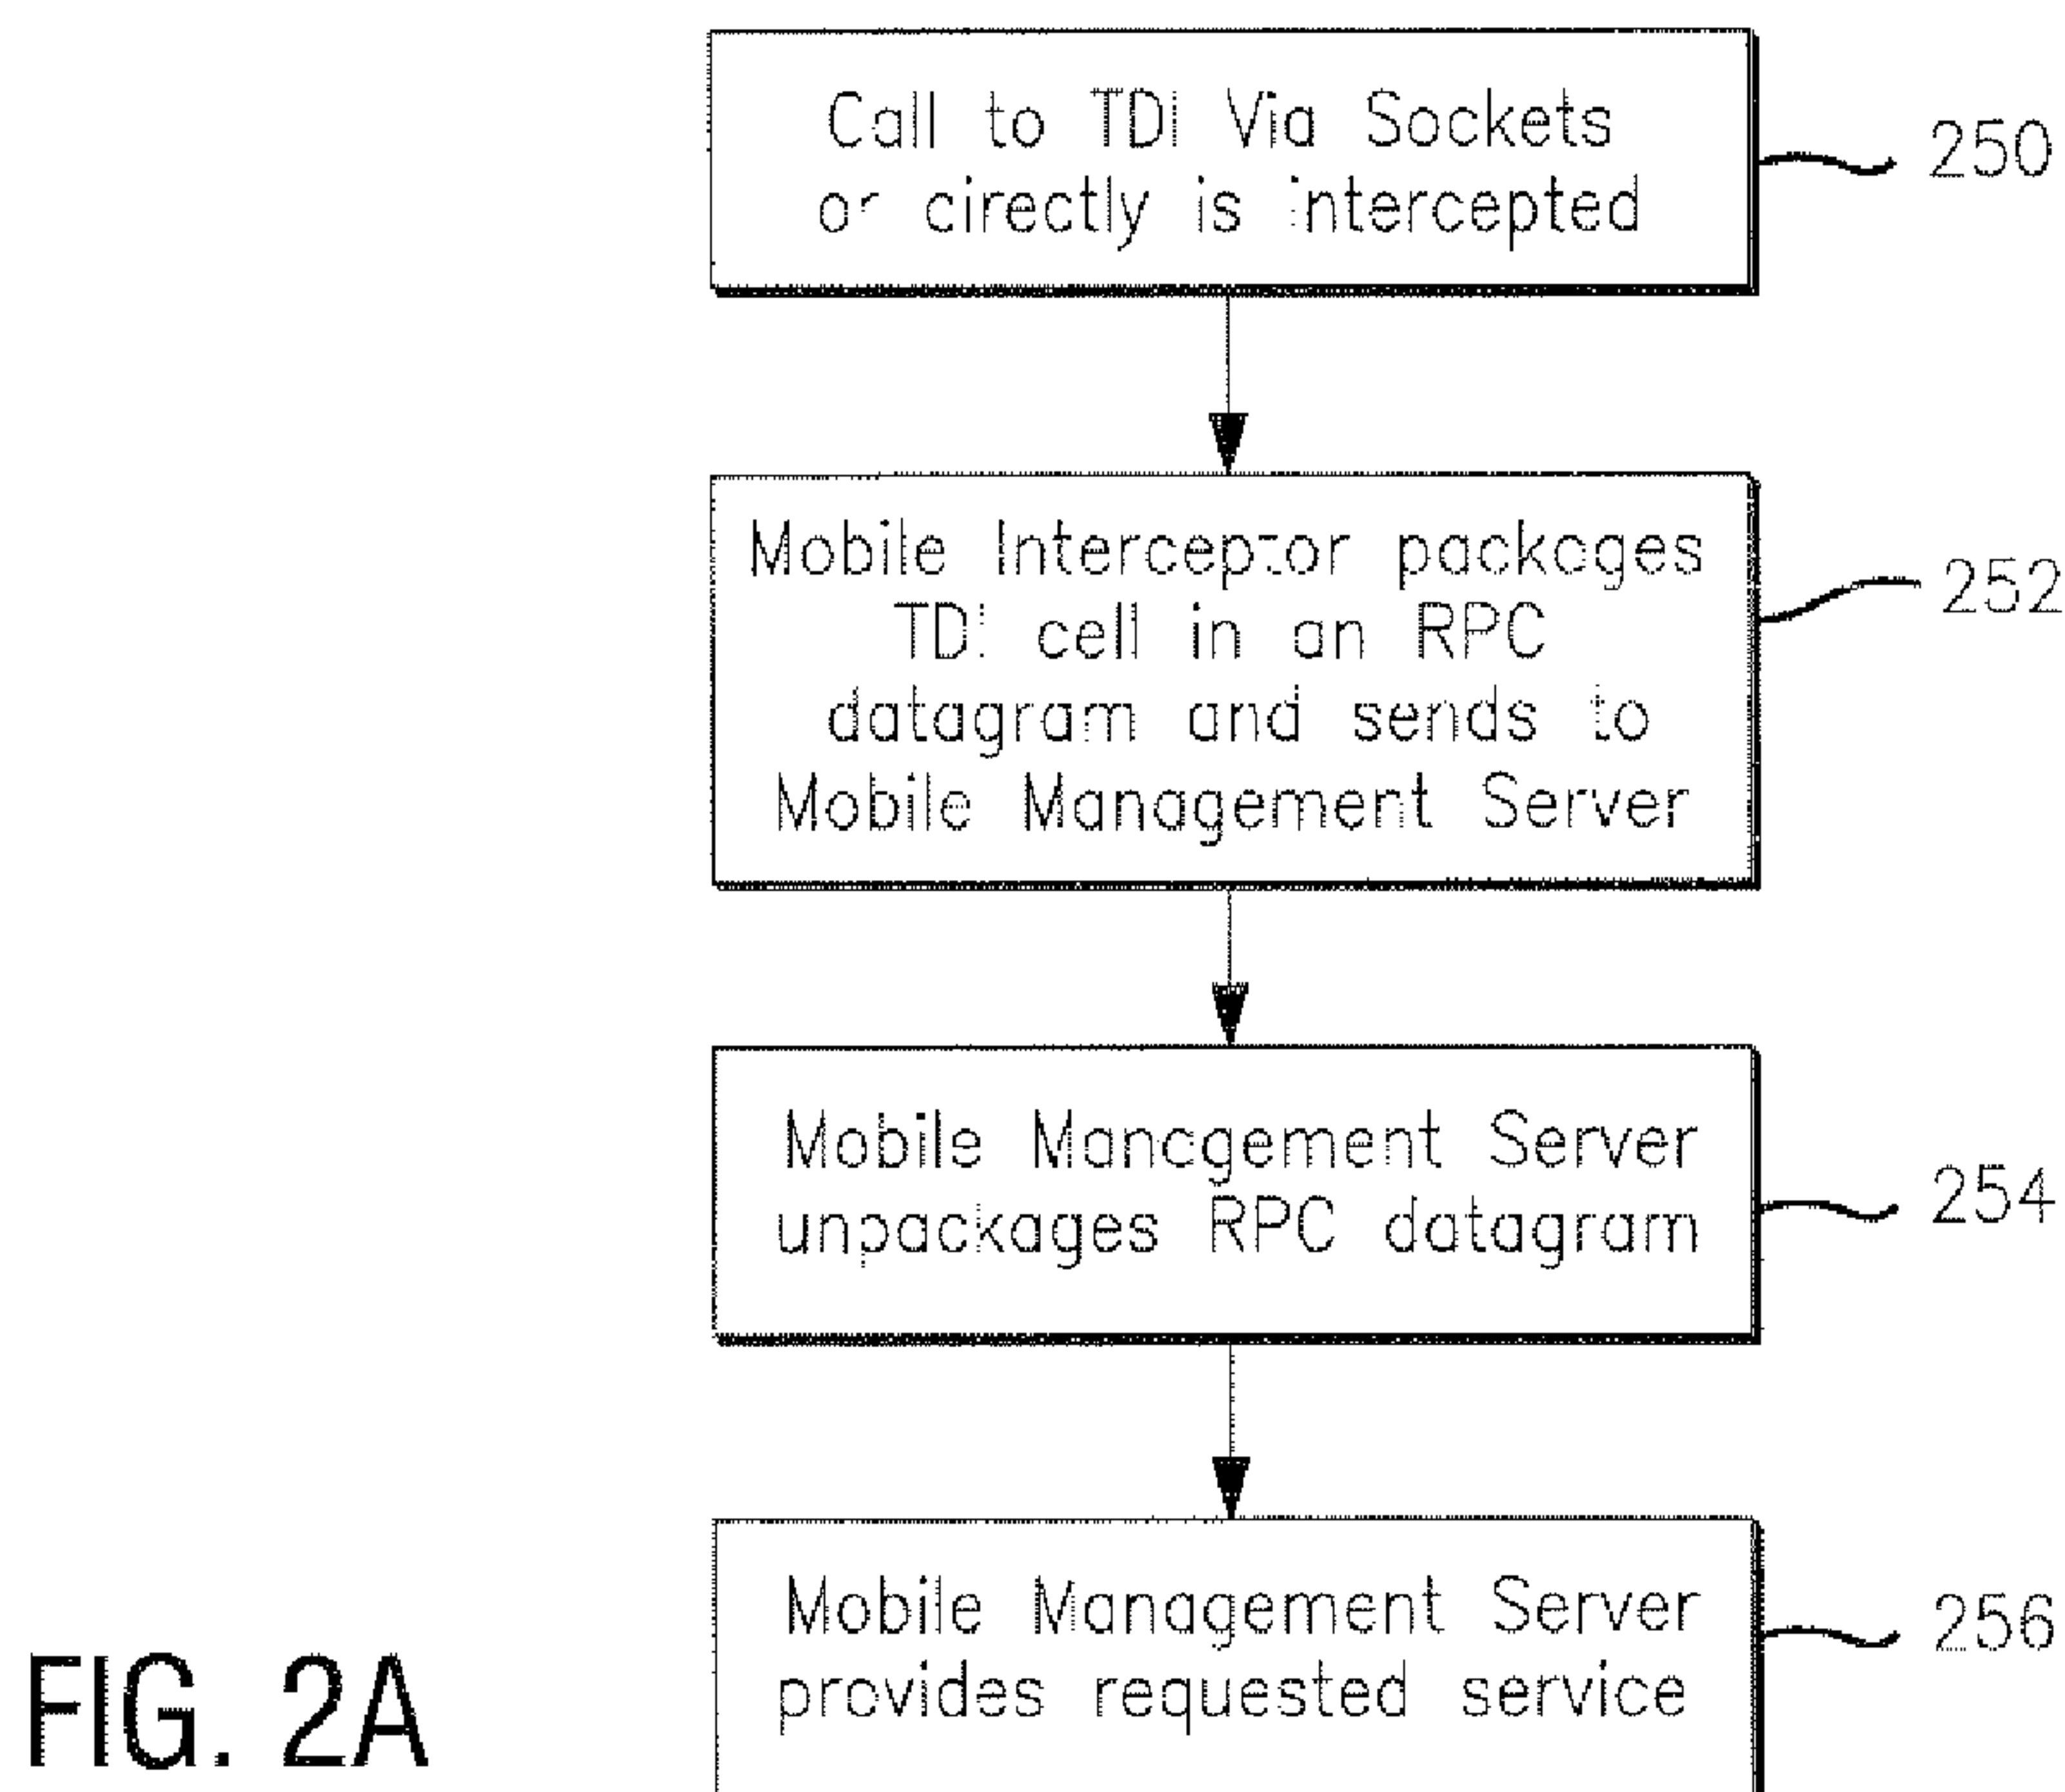 Call to TDI Via Sockets
or directly is intercepted
250
Mobile Interceptor packages
TDI cell in an RPC
datagram and sends to
Mobile Management Server
252
Mobile Management Server
unpackages RPC datagram
254
Mobile Management Server
provides requested service
256
FIG. 2A